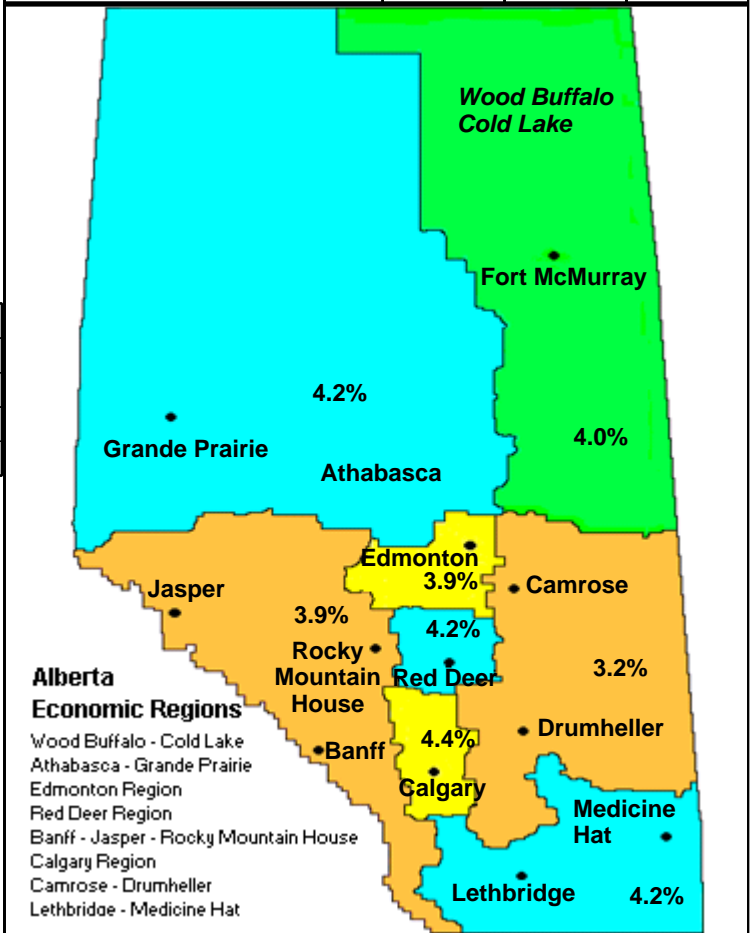 Wood Buffalo
Cold Lake
Fort McMurray
4.2%
Grande Prairie
4.0%
Athabasca
Edmonton
3.9%
Camrose
Jasper
3.9%
4.2%
Rocky
Mountain
House
Red Deer
3.2%
Alberta
Economic Regions
Wood Buffalo - Cold Lake
Athabasca - Grande Prairie
Edmonton Region
Red Deer Region
Banff - Jasper - Rocky Mountain House
Calgary Region
Camrose - Drumheller
Lethbridge - Medicine Hat
Drumheller
4.4%
Banff
Calgary
Medicine
Hat
Lethbridge
4.2%